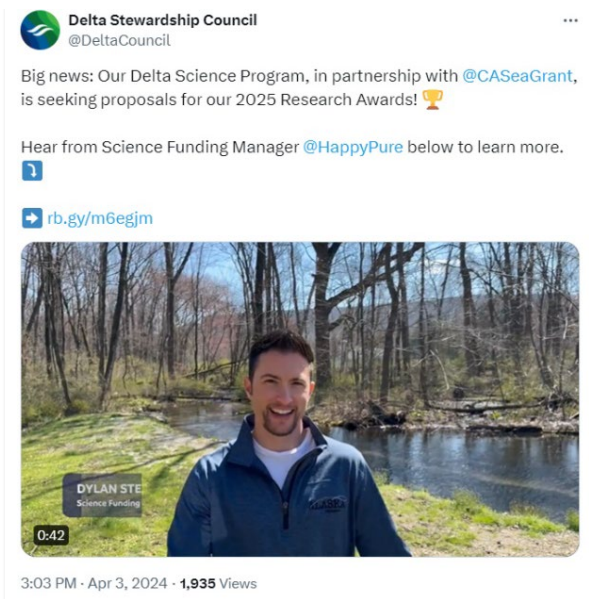 Delta Stewardship Council
@DeltaCouncil
Big news: Our Delta Science Program, in partnership with @CASeaGrant,
is seeking proposals for our 2025 Research Awards! 🏆
Hear from Science Funding Manager @HappyPure below to learn more.
⤵️
➡️ rb.gy/m6egjm
DYLAN STE
Science Funding
0:42
3:03 PM · Apr 3, 2024 · 1,935 Views